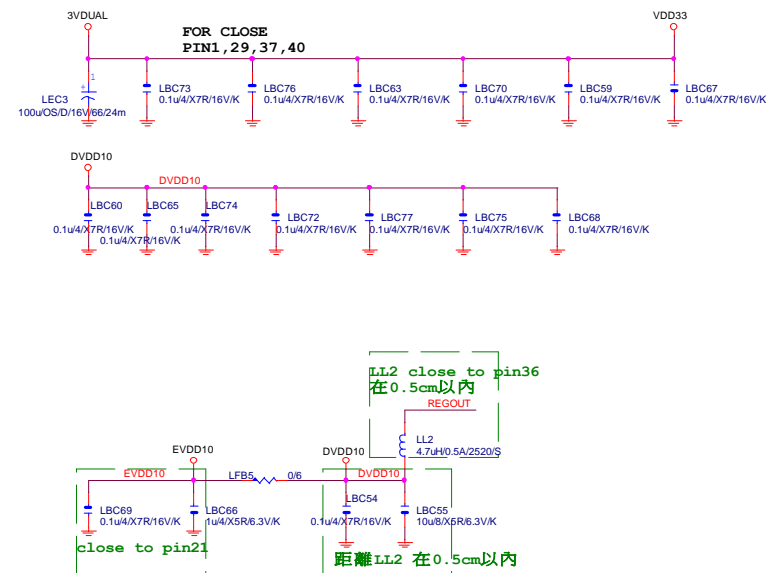 3VDUAL
VDD33
FOR CLOSE
PIN1,29,37,40
1
+
LEC3
100u/OS/D/16V/66/24m
LBC73
0.1u/4/X7R/16V/K
LBC76
0.1u/4/X7R/16V/K
LBC63
0.1u/4/X7R/16V/K
LBC70
0.1u/4/X7R/16V/K
LBC59
0.1u/4/X7R/16V/K
LBC67
0.1u/4/X7R/16V/K
DVDD10
DVDD10
LBC60
0.1u/4/X7R/16V/K
LBC65
0.1u/4/X7R/16V/K
LBC74
0.1u/4/X7R/16V/K
LBC72
0.1u/4/X7R/16V/K
LBC77
0.1u/4/X7R/16V/K
LBC75
0.1u/4/X7R/16V/K
LBC68
0.1u/4/X7R/16V/K
LL2 close to pin36
在0.5cm以內
REGOUT
LL2
4.7uH/0.5A/2520/S
EVDD10
EVDD10
LFB5
0/6
DVDD10
DVDD10
LBC69
0.1u/4/X7R/16V/K
LBC66
1u/4/X5R/6.3V/K
LBC54
0.1u/4/X7R/16V/K
LBC55
10u/8/X5R/6.3V/K
close to pin21
距離LL2 在0.5cm以內